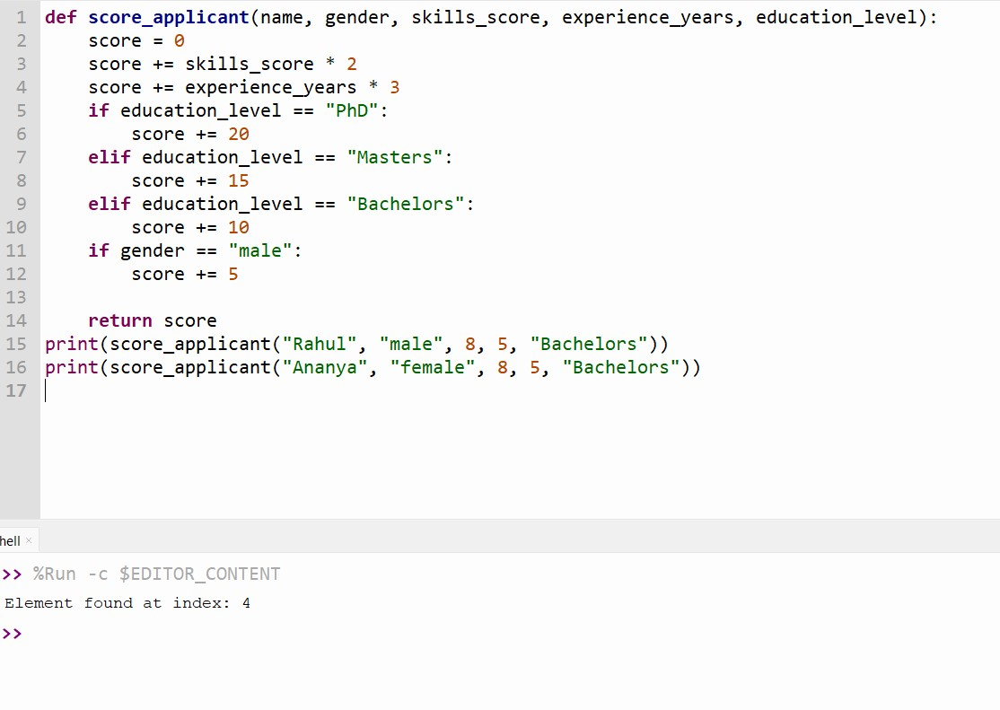 1 def score_applicant(name, gender, skills_score, experience_years, education_level):
2     score = 0
3     score += skills_score * 2
4     score += experience_years * 3
5     if education_level == "PhD":
6         score += 20
7     elif education_level == "Masters":
8         score += 15
9     elif education_level == "Bachelors":
10         score += 10
11     if gender == "male":
12         score += 5
13
14     return score
15 print(score_applicant("Rahul", "male", 8, 5, "Bachelors"))
16 print(score_applicant("Ananya", "female", 8, 5, "Bachelors"))
17
hell ×
>> %Run -c $EDITOR_CONTENT
Element found at index: 4
>>